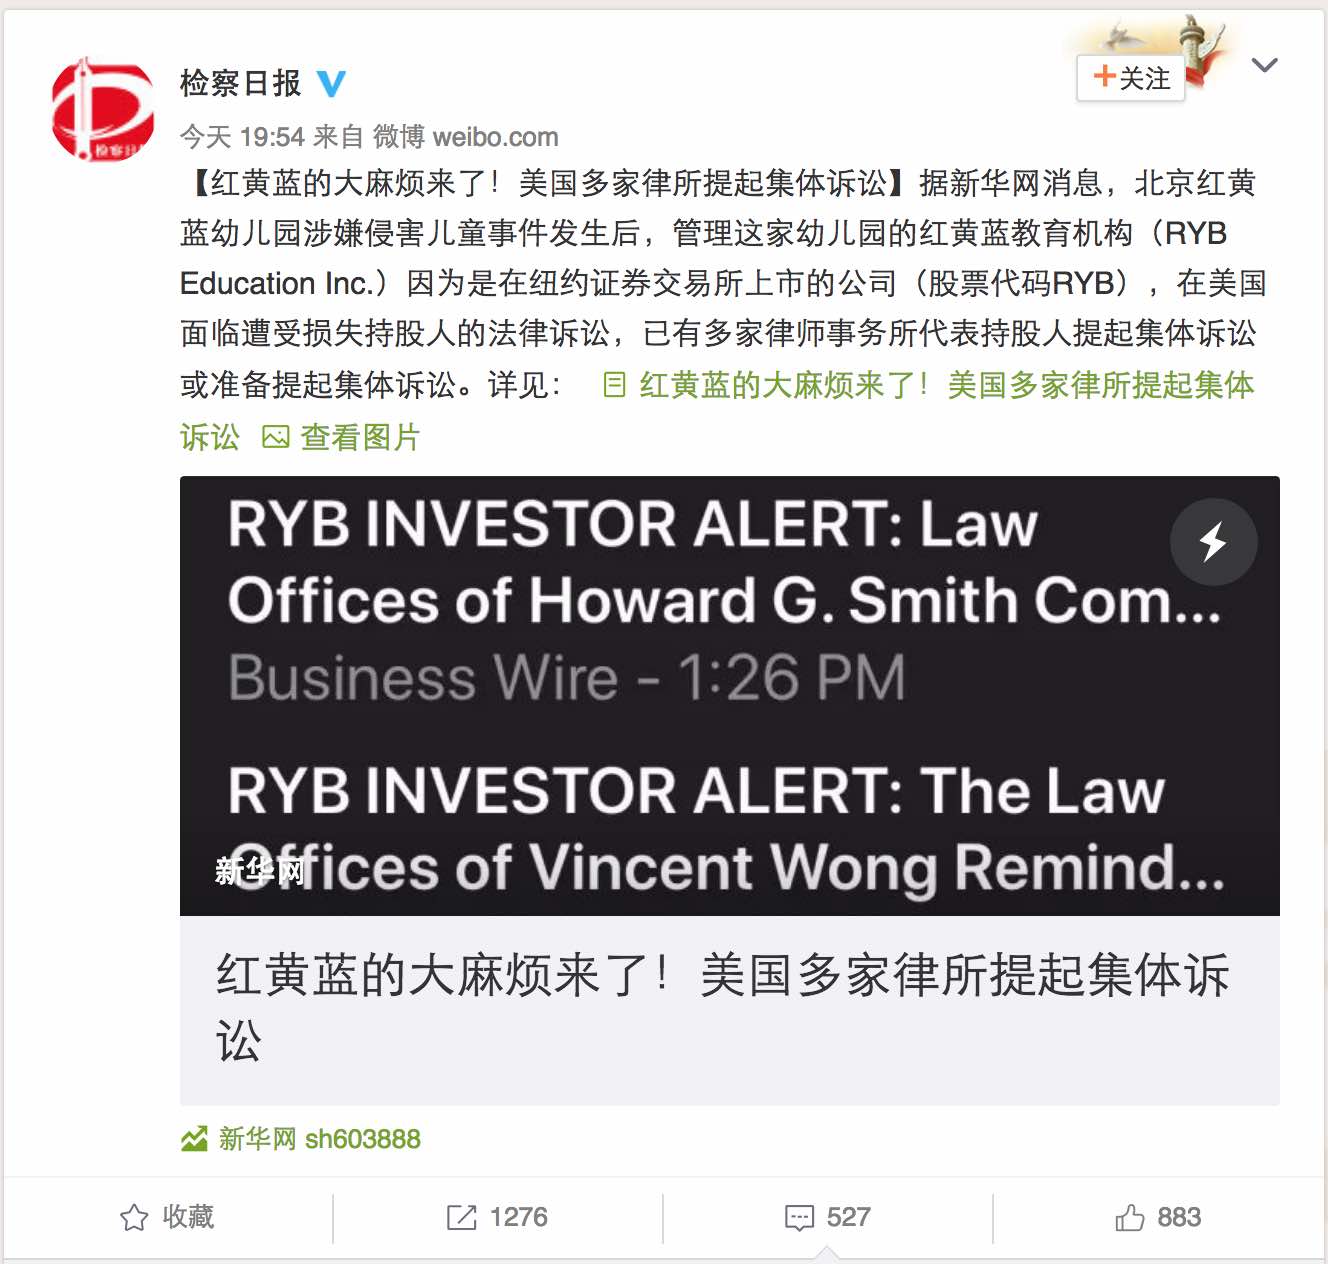 检察日报
+关注
今天 19:54 来自 微博 weibo.com
【红黄蓝的大麻烦来了！美国多家律所提起集体诉讼】据新华网消息，北京红黄
蓝幼儿园涉嫌侵害儿童事件发生后，管理这家幼儿园的红黄蓝教育机构（RYB
Education Inc.）因为是在纽约证券交易所上市的公司（股票代码RYB），在美国
面临遭受损失持股人的法律诉讼，已有多家律师事务所代表持股人提起集体诉讼
或准备提起集体诉讼。详见： 红黄蓝的大麻烦来了！美国多家律所提起集体
诉讼 查看图片
RYB INVESTOR ALERT: Law
Offices of Howard G. Smith Com...
Business Wire - 1:26 PM
RYB INVESTOR ALERT: The Law
Offices of Vincent Wong Remind...
新华网
红黄蓝的大麻烦来了！美国多家律所提起集体诉
讼
新华网 sh603888
收藏 1276 527 883